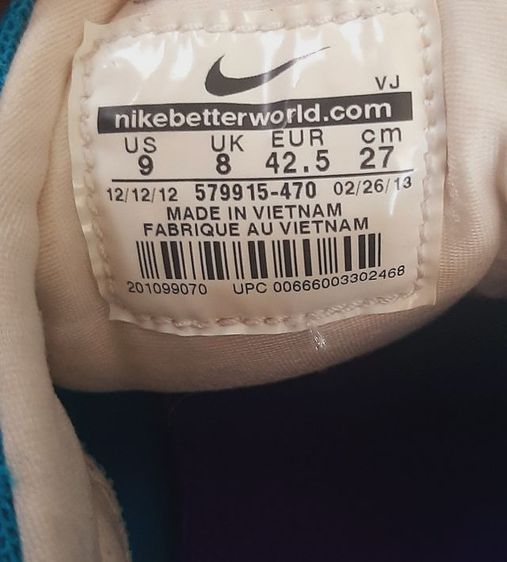 VJ
nikebetterworld.com
US UK EUR cm
9 8 42.5 27
12/12/12 579915-470 02/26/13
MADE IN VIETNAM
FABRIQUE AU VIETNAM
201099070 UPC 00666003302468